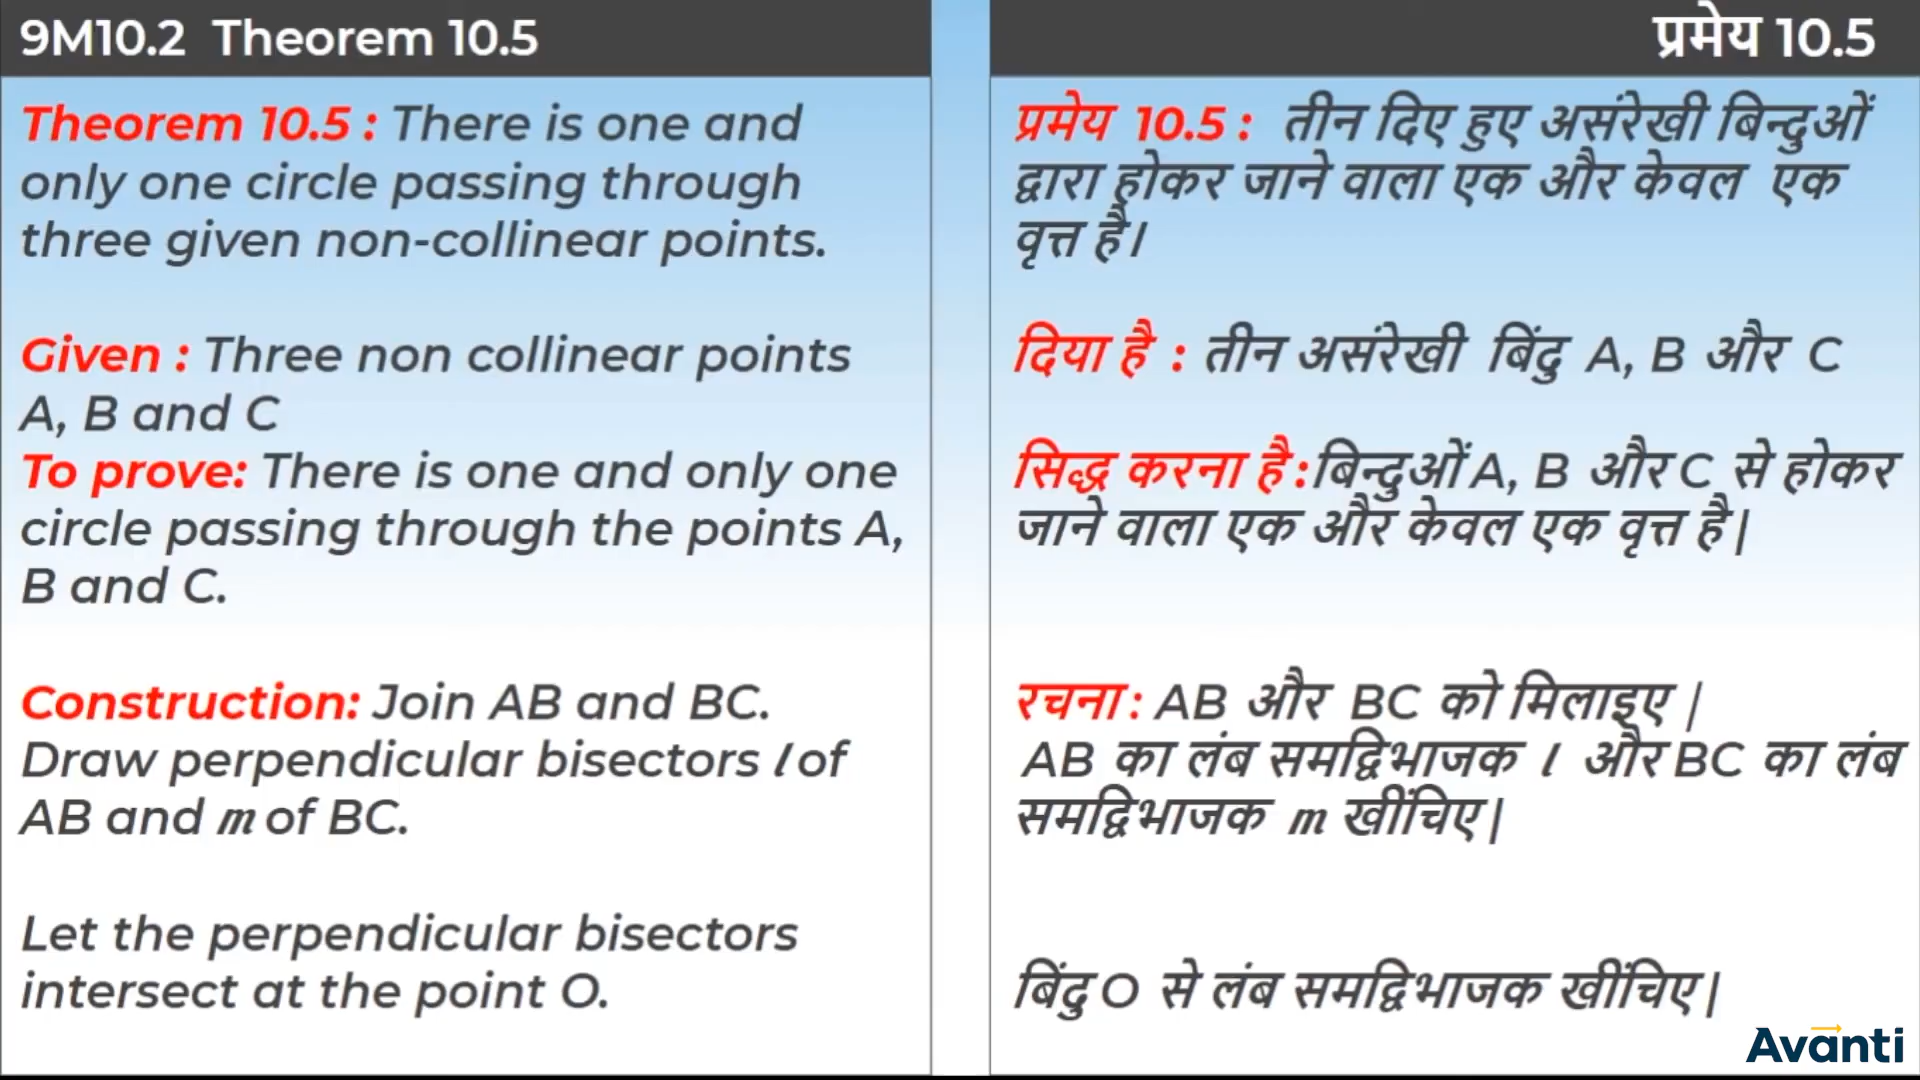 9M10.2 Theorem 10.5
Theorem 10.5 : There is one and
only one circle passing through
three given non-collinear points.
Given : Three non collinear points
A, B and C
To prove: There is one and only one
circle passing through the points A,
B and C.
Construction: Join AB and BC.
Draw perpendicular bisectors l of
AB and m of BC.
Let the perpendicular bisectors
intersect at the point O.
प्रमेय 10.5
प्रमेय 10.5 : तीन दिए हुए असंरेखी बिन्दुओं
द्वारा होकर जाने वाला एक और केवल एक
वृत्त है।
दिया है : तीन असंरेखी बिंदु A, B और C
सिद्ध करना है :बिन्दुओं A, B और C से होकर
जाने वाला एक और केवल एक वृत्त है|
रचना : AB और BC को मिलाइए |
AB का लंब समद्विभाजक l और BC का लंब
समद्विभाजक m खींचिए|
बिंदु O से लंब समद्विभाजक खींचिए|
Avanti